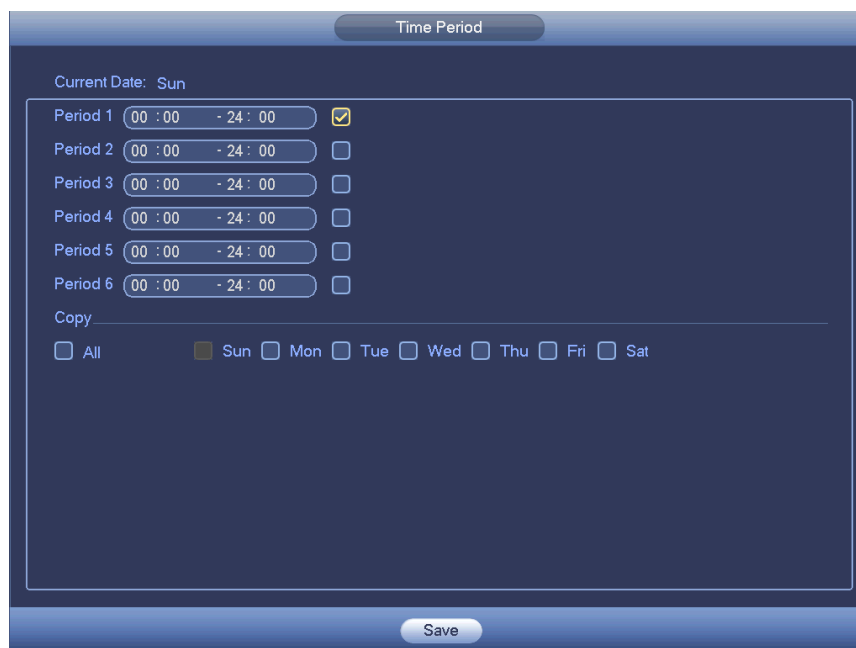 Time Period
Current Date: Sun
Period 1 00 :00 - 24 : 00
Period 2 00 :00 - 24 : 00
Period 3 00 :00 - 24 : 00
Period 4 00 :00 - 24 : 00
Period 5 00 :00 - 24 : 00
Period 6 00 :00 - 24 : 00
Copy
All Sun Mon Tue Wed Thu Fri Sat
Save